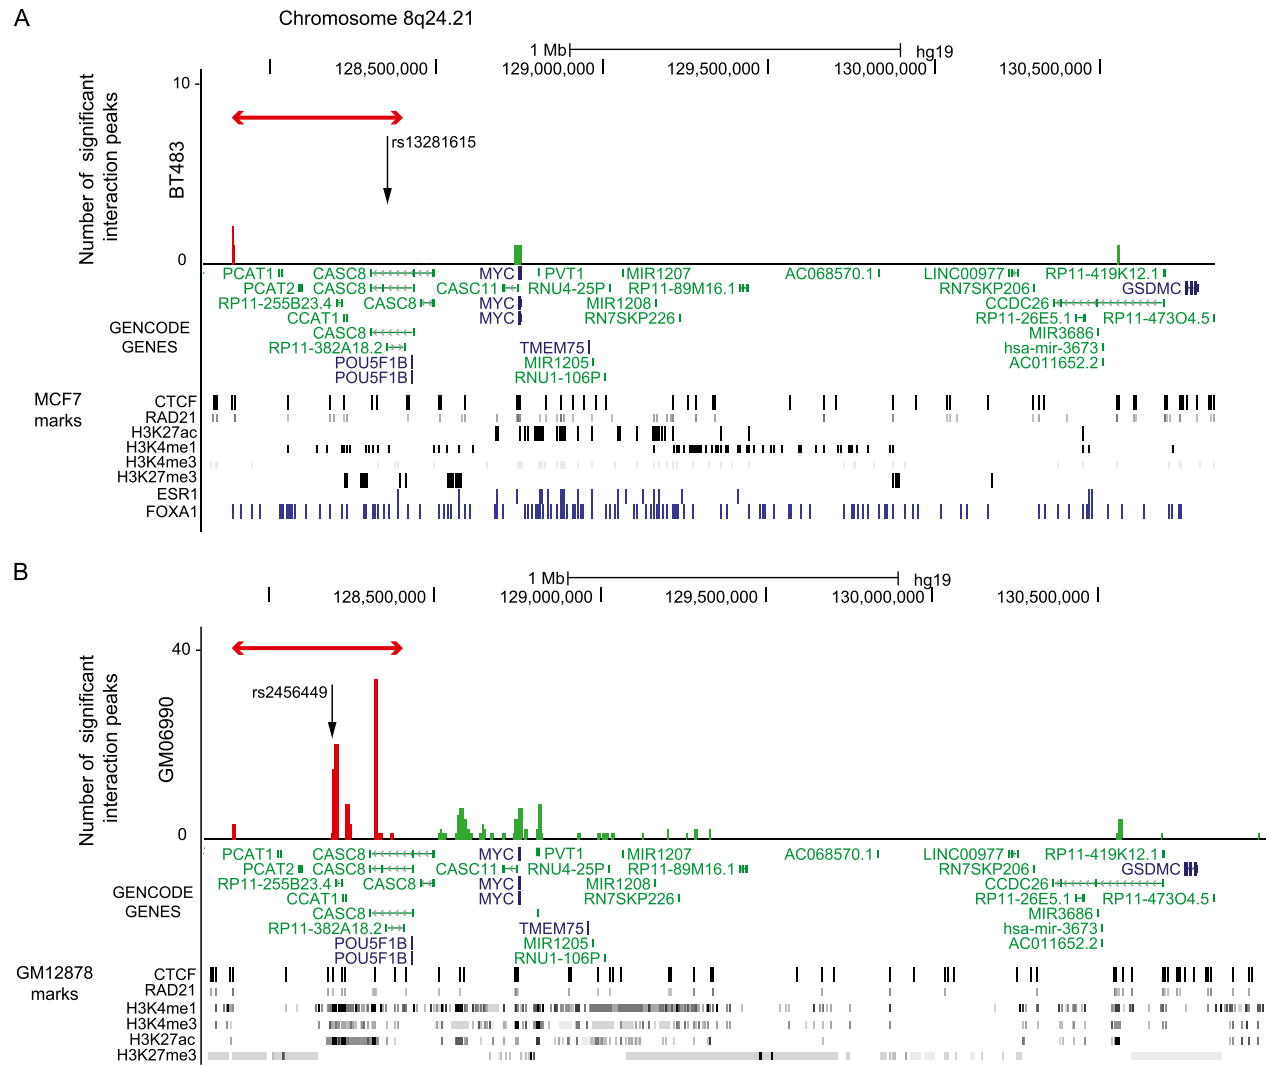 A
Chromosome 8q24.21
1 Mb hg19
128,500,000 129,000,000 129,500,000 130,000,000 130,500,000
Number of significant
interaction peaks
BT483
10
rs13281615
0
PCAT1 CASC8 MYC PVT1 MIR1207 AC068570.1 LINC00977 RP11-419K12.1
PCAT2 CASC8 CASC11 RNU4-25P RP11-89M16.1 RN7SKP206 GSDMC
RP11-255B23.4 CASC8 MYC MIR1208 CCDC26
CCAT1 MYC RN7SKP226 RP11-26E5.1 RP11-473O4.5
GENCODE
GENES
CASC8 MIR3686
RP11-382A18.2 TMEM75 hsa-mir-3673
POU5F1B MIR1205 AC011652.2
POU5F1B RNU1-106P
MCF7
marks
CTCF
RAD21
H3K27ac
H3K4me1
H3K4me3
H3K27me3
ESR1
FOXA1
B
1 Mb hg19
128,500,000 129,000,000 129,500,000 130,000,000 130,500,000
Number of significant
interaction peaks
GM06990
40
rs2456449
0
PCAT1 CASC8 MYC PVT1 MIR1207 AC068570.1 LINC00977 RP11-419K12.1
PCAT2 CASC8 CASC11 RNU4-25P RP11-89M16.1 RN7SKP206 GSDMC
RP11-255B23.4 CASC8 MYC MIR1208 CCDC26
CCAT1 MYC RN7SKP226 RP11-26E5.1 RP11-473O4.5
GENCODE
GENES
CASC8 MIR3686
RP11-382A18.2 TMEM75 hsa-mir-3673
POU5F1B MIR1205 AC011652.2
POU5F1B RNU1-106P
GM12878
marks
CTCF
RAD21
H3K4me1
H3K4me3
H3K27ac
H3K27me3